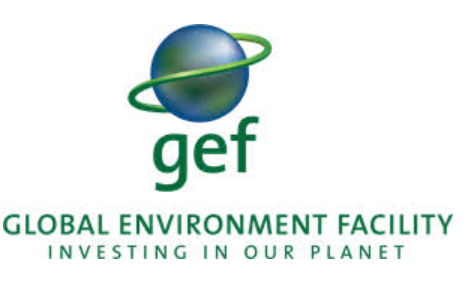 gef
GLOBAL ENVIRONMENT FACILITY
INVESTING IN OUR PLANET